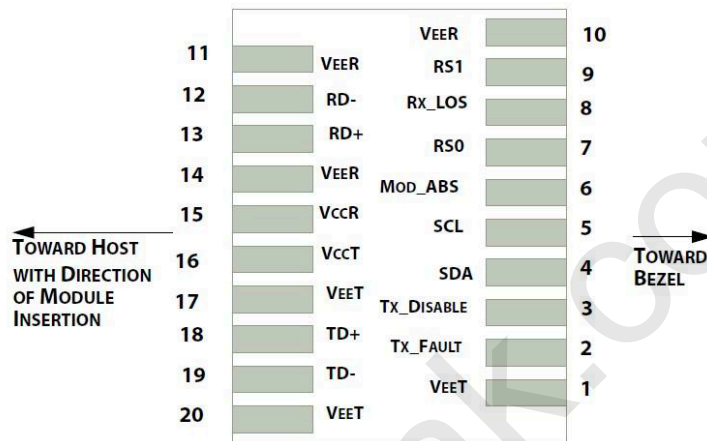 11 VEER
12 RD-
13 RD+
14 VEER
15 VCCR
16 VCCT
17 VEET
18 TD+
19 TD-
20 VEET
VEER 10
RS1 9
RX_LOS 8
RS0 7
MOD_ABS 6
SCL 5
SDA 4
TX_DISABLE 3
TX_FAULT 2
VEET 1
TOWARD HOST
WITH DIRECTION
OF MODULE
INSERTION
TOWARD
BEZEL